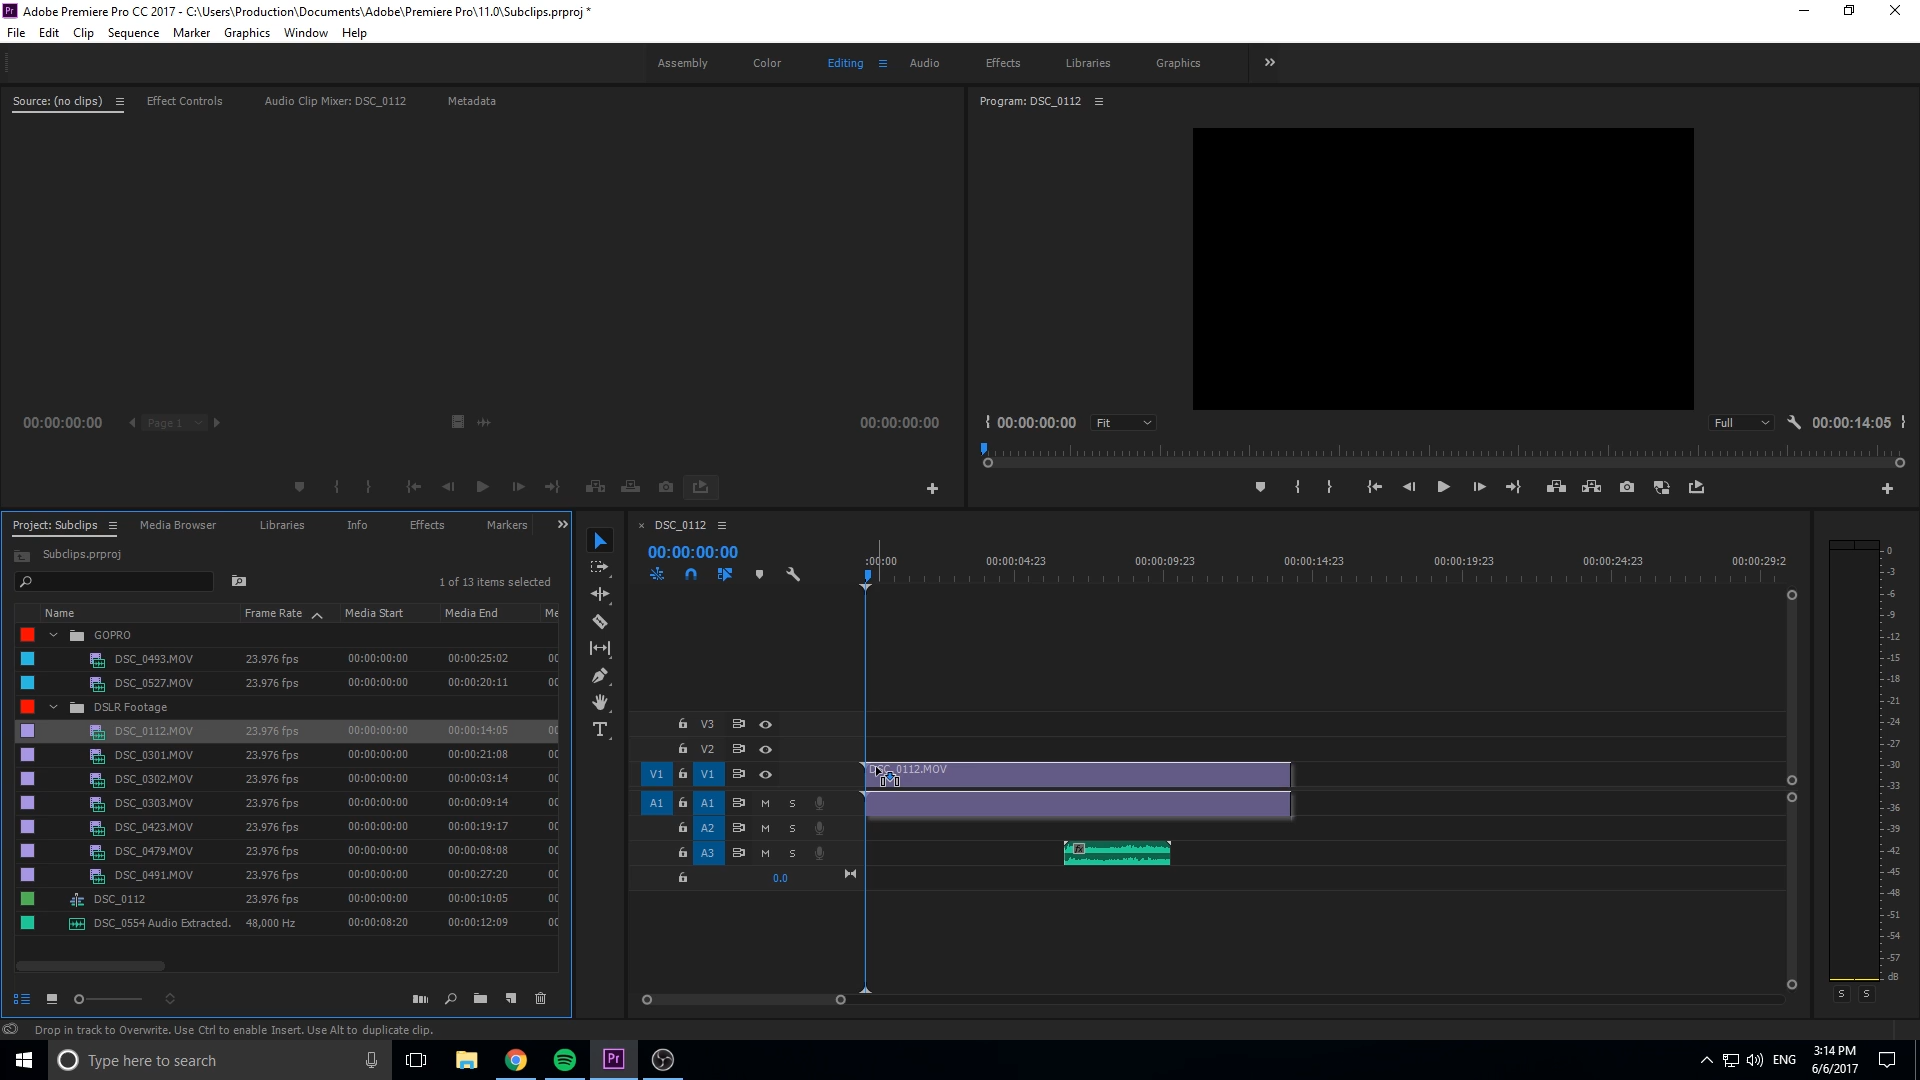 Pr Adobe Premiere Pro CC 2017 - C:\Users\Production\Documents\Adobe\Premiere Pro\11.0\Subclips.prproj *
File Edit Clip Sequence Marker Graphics Window Help
Assembly Color Editing Audio Effects Libraries Graphics
Source: (no clips) Effect Controls Audio Clip Mixer: DSC_0112 Metadata
Program: DSC_0112
00:00:00:00 Page 1 00:00:00:00
00:00:00:00 Fit Full 00:00:14:05
Project: Subclips Media Browser Libraries Info Effects Markers
Subclips.prproj
1 of 13 items selected
Name Frame Rate Media Start Media End Me
GOPRO
DSC_0493.MOV 23.976 fps 00:00:00:00 00:00:25:02 00
DSC_0527.MOV 23.976 fps 00:00:00:00 00:00:20:11 00
DSLR Footage
DSC_0112.MOV 23.976 fps 00:00:00:00 00:00:14:05 00
DSC_0301.MOV 23.976 fps 00:00:00:00 00:00:21:08 00
DSC_0302.MOV 23.976 fps 00:00:00:00 00:00:03:14 00
DSC_0303.MOV 23.976 fps 00:00:00:00 00:00:09:14 00
DSC_0423.MOV 23.976 fps 00:00:00:00 00:00:19:17 00
DSC_0479.MOV 23.976 fps 00:00:00:00 00:00:08:08 00
DSC_0491.MOV 23.976 fps 00:00:00:00 00:00:27:20 00
DSC_0112 23.976 fps 00:00:00:00 00:00:10:05 00
DSC_0554 Audio Extracted. 48,000 Hz 00:00:08:20 00:00:12:09 00
T
× DSC_0112
00:00:00:00
:00:00 00:00:04:23 00:00:09:23 00:00:14:23 00:00:19:23 00:00:24:23 00:00:29:2
V3
V2
V1 V1 DSC_0112.MOV
A1 A1 M S
A2 M S
A3 M S
0.0
0
-3
-6
-9
-12
-15
-18
-21
-24
-27
-30
-33
-36
-39
-42
-45
-48
-51
-54
-57
dB
S S
Drop in track to Overwrite. Use Ctrl to enable Insert. Use Alt to duplicate clip.
Type here to search Pr ENG 3:14 PM
6/6/2017